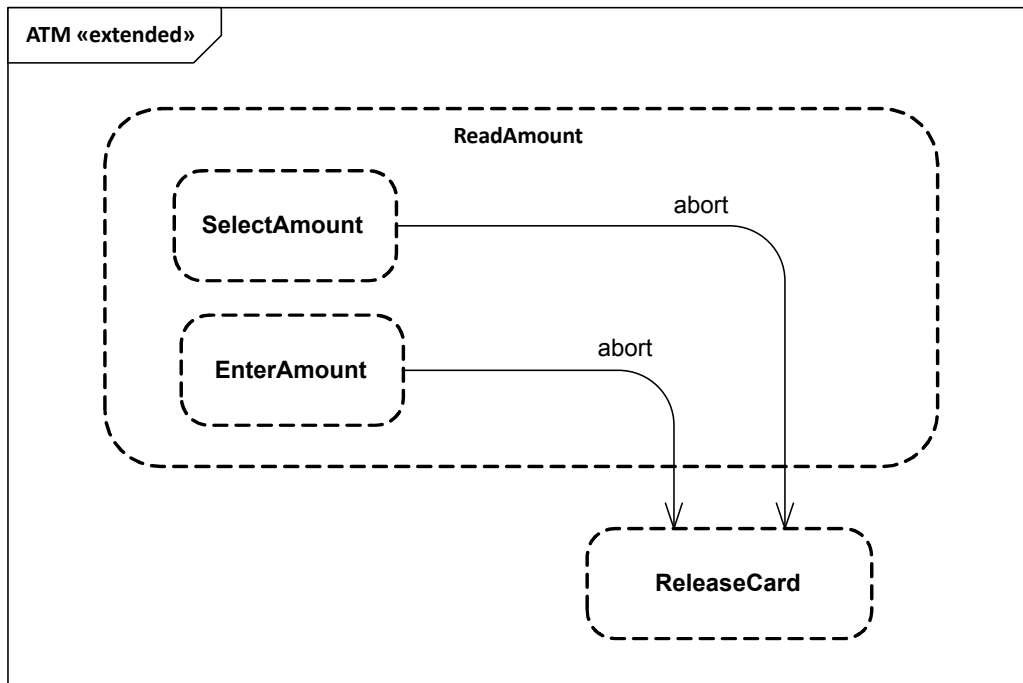 ATM «extended»
ReadAmount
SelectAmount
abort
EnterAmount
abort
ReleaseCard